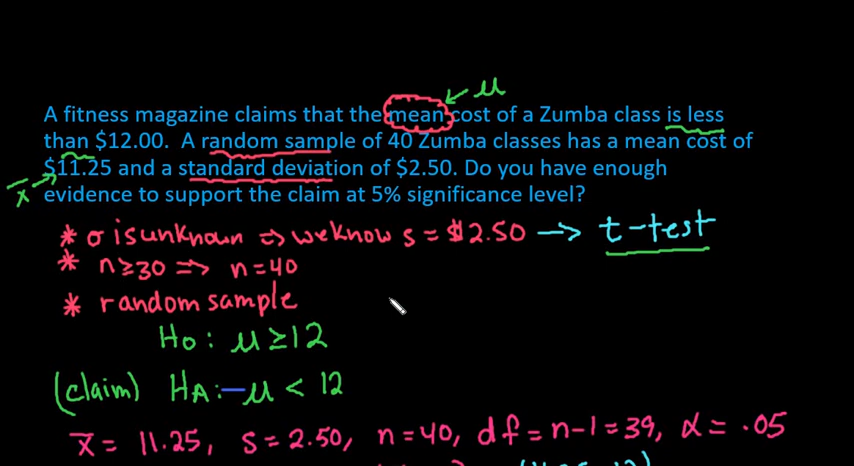 μ
A fitness magazine claims that the mean cost of a Zumba class is less
than $12.00. A random sample of 40 Zumba classes has a mean cost of
$11.25 and a standard deviation of $2.50. Do you have enough
x̄ evidence to support the claim at 5% significance level?
* σ is unknown => we know s = $2.50 → t-test
* n ≥ 30 => n = 40
* random sample
Ho: μ ≥ 12
(claim) HA: μ < 12
x̄ = 11.25, s = 2.50, n = 40, df = n-1 = 39, α = .05